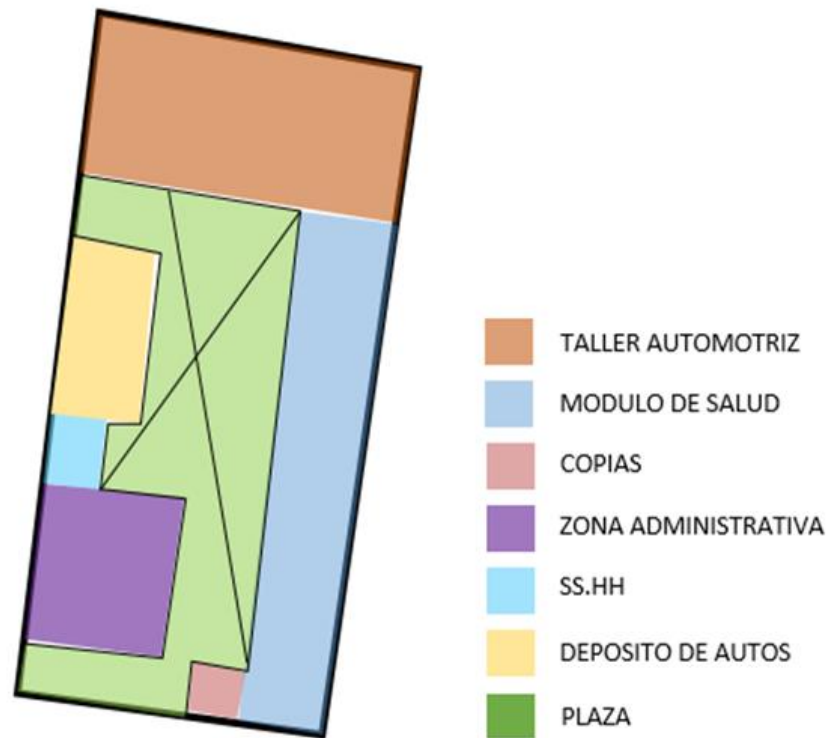 TALLER AUTOMOTRIZ
MODULO DE SALUD
COPIAS
ZONA ADMINISTRATIVA
SS.HH
DEPOSITO DE AUTOS
PLAZA